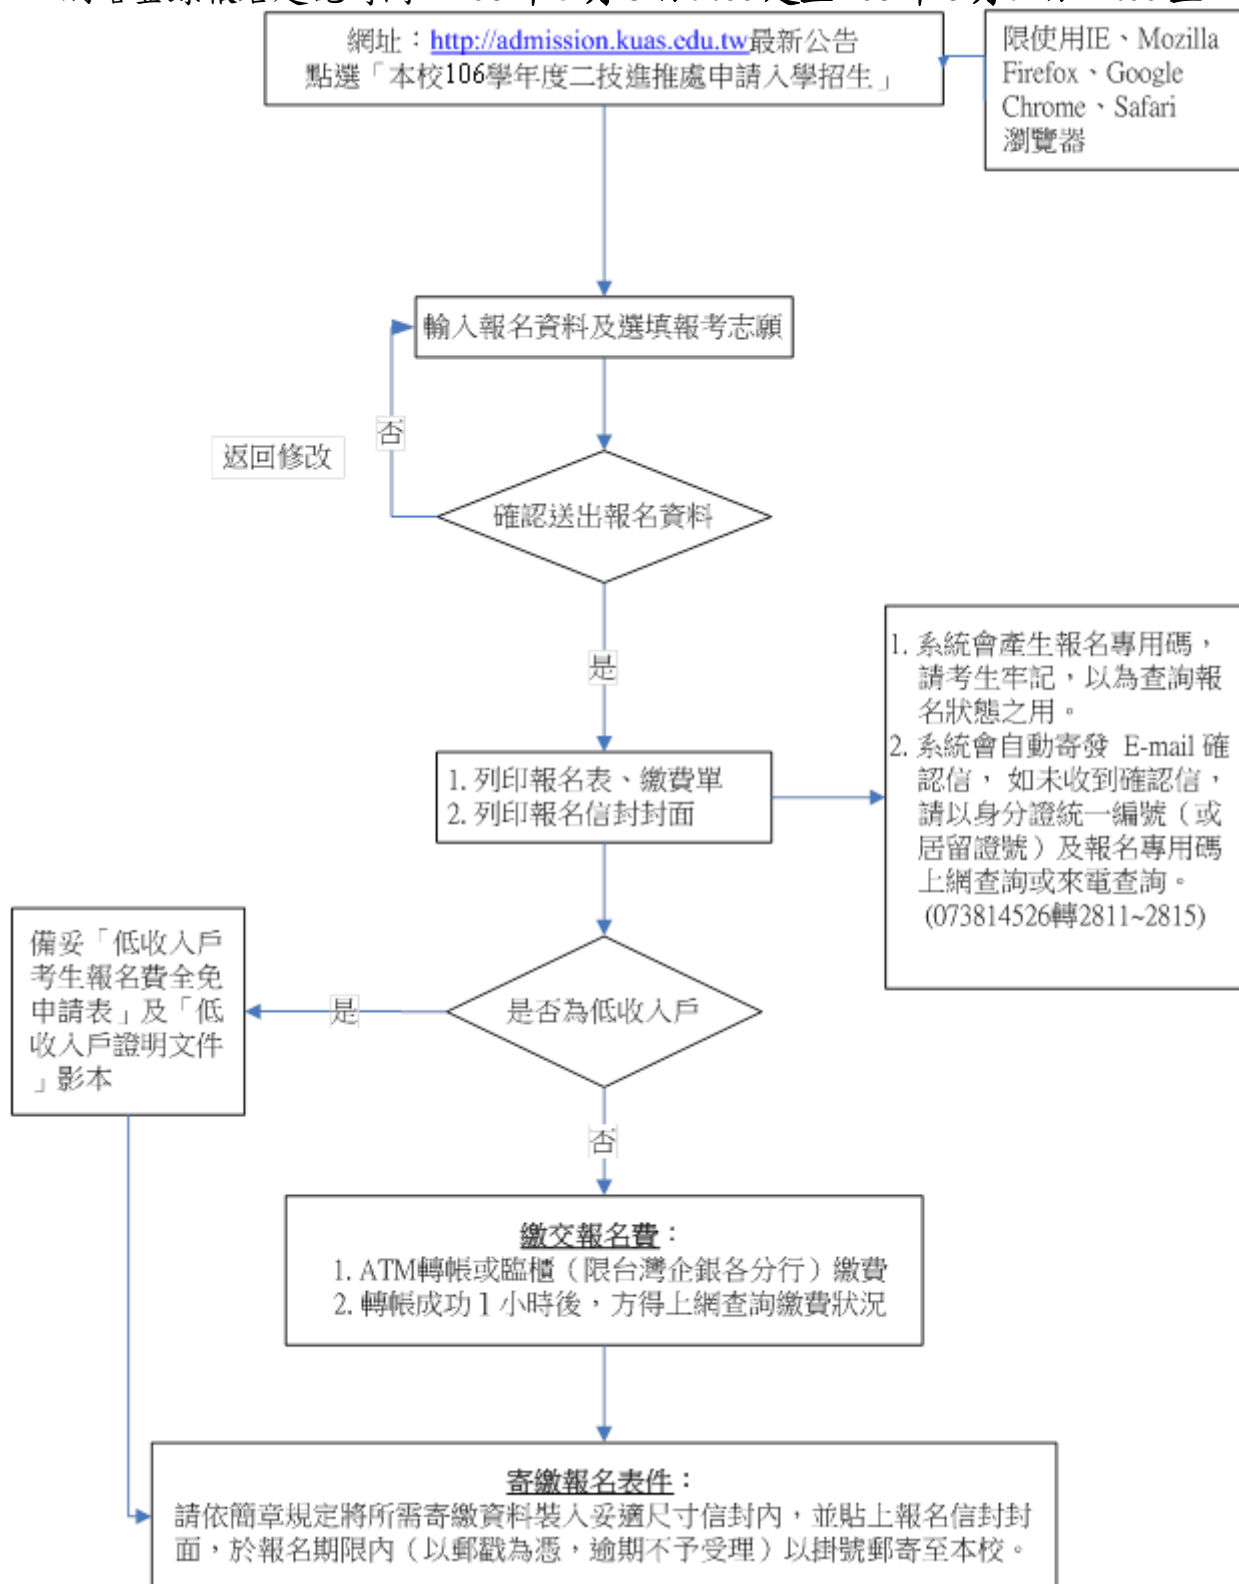 網址：http://admission.kuas.edu.tw最新公告
點選「本校106學年度二技進推處申請入學招生」
限使用IE、Mozilla
Firefox、Google
Chrome、Safari
瀏覽器
輸入報名資料及選填報考志願
否
返回修改
確認送出報名資料
是
1. 列印報名表、繳費單
2. 列印報名信封封面
1. 系統會產生報名專用碼，
請考生牢記，以為查詢報
名狀態之用。
2. 系統會自動寄發 E-mail 確
認信， 如未收到確認信，
請以身分證統一編號（或
居留證號）及報名專用碼
上網查詢或來電查詢。
(073814526轉2811~2815)
備妥「低收入戶
考生報名費全免
申請表」及「低
收入戶證明文件
」影本
是
是否為低收入戶
否
繳交報名費：
1. ATM轉帳或臨櫃（限台灣企銀各分行）繳費
2. 轉帳成功 1 小時後，方得上網查詢繳費狀況
寄繳報名表件：
請依簡章規定將所需寄繳資料裝入妥適尺寸信封內，並貼上報名信封封
面，於報名期限內（以郵戳為憑，逾期不予受理）以掛號郵寄至本校。